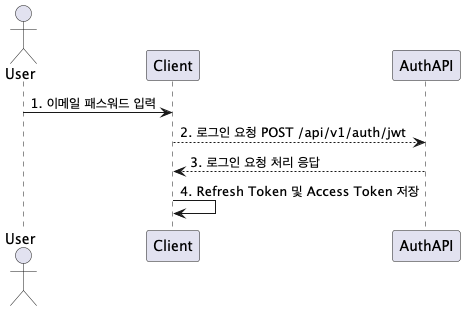 User
Client
AuthAPI
1. 이메일 패스워드 입력
2. 로그인 요청 POST /api/v1/auth/jwt
3. 로그인 요청 처리 응답
4. Refresh Token 및 Access Token 저장
User
Client
AuthAPI